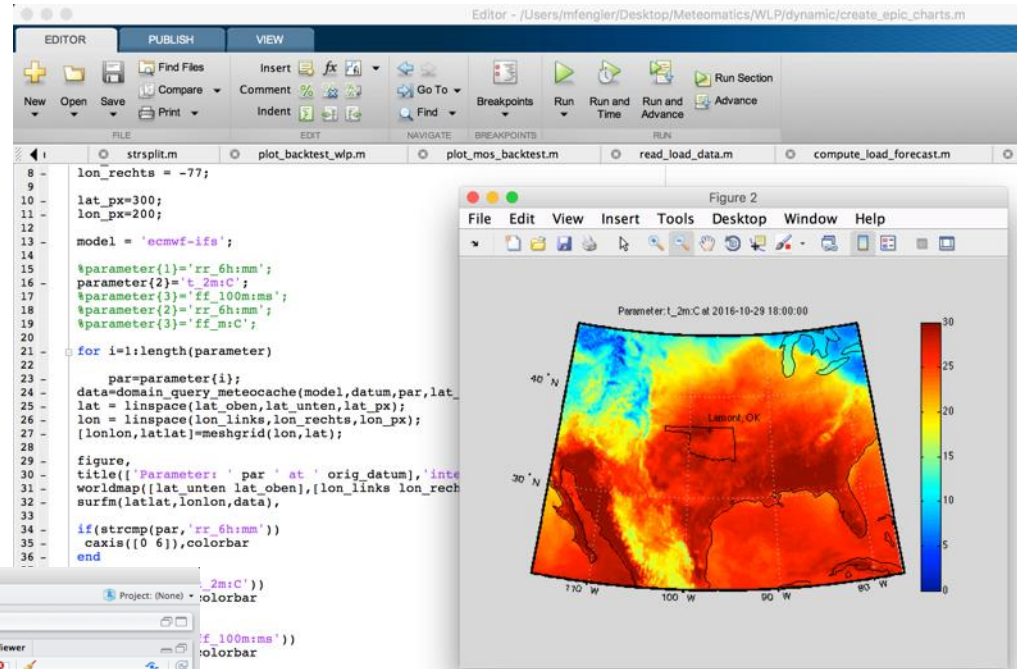 Editor - /Users/mfengler/Desktop/Meteomatics/WLP/dynamic/create_epic_charts.m
EDITOR PUBLISH VIEW
New Open Save Find Files Compare Print
Insert fx Comment Indent
Go To Find
Breakpoints Run Run and Time Run and Advance Run Section Advance
FILE EDIT NAVIGATE BREAKPOINTS RUN
strsplit.m plot_backtest_wlp.m plot_mos_backtest.m read_load_data.m compute_load_forecast.m
8 - lon_rechts = -77;
9
10 - lat_px=300;
11 - lon_px=200;
12
13 - model = 'ecmwf-ifs';
14
15 %parameter{1}='rr_6h:mm';
16 - parameter{2}='t_2m:C';
17 %parameter{3}='ff_100m:ms';
18 %parameter{2}='rr_6h:mm';
19 %parameter{3}='ff_m:C';
20
21 - for i=1:length(parameter)
22
23 - par=parameter{i};
24 - data=domain_query_meteocache(model,datum,par,lat_
25 - lat = linspace(lat_oben,lat_unten,lat_px);
26 - lon = linspace(lon_links,lon_rechts,lon_px);
27 - [lonlon,latlat]=meshgrid(lon,lat);
28
29 - figure,
30 - title(['Parameter: ' par ' at ' orig_datum],'inte
31 - worldmap([lat_unten lat_oben],[lon_links lon_rech
32 - surfm(latlat,lonlon,data),
33
34 - if(strcmp(par,'rr_6h:mm'))
35 - caxis([0 6]),colorbar
36 - end
_2m:C'))
colorbar
ff_100m:ms'))
colorbar
Project: (None)
iewer
Figure 2
File Edit View Insert Tools Desktop Window Help
Parameter: t_2m:C at 2016-10-29 18:00:00
40° N
30° N
110° W
100° W
90° W
80° W
Lamont, OK
30
25
20
15
10
5
0